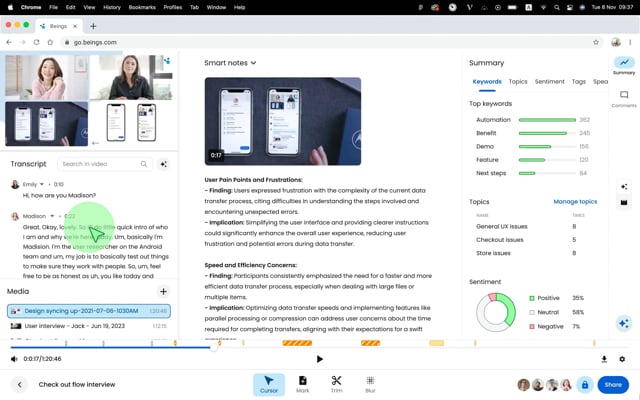 Chrome File Edit View History Bookmarks Profiles Tab Window Help
Tue 8 Nov 09:37
Beings
go.beings.com
Smart notes
Summary
Summary
Comments
Keywords Topics Sentiment Tags Spea
Top keywords
Automation 362
Benefit 245
Demo 156
Feature 120
Next steps 84
Topics Manage topics
NAME TIMES
General UX issues 8
Checkout issues 5
Store issues 8
Sentiment
Positive 35%
Neutral 58%
Negative 7%
0:17
User Pain Points and Frustrations:
- Finding: Users expressed frustration with the complexity of the current data
transfer process, citing difficulties in understanding the steps involved and
encountering unexpected errors.
- Implication: Simplifying the user interface and providing clearer instructions
could significantly enhance the overall user experience, reducing user
frustration and potential errors during data transfer.
Speed and Efficiency Concerns:
- Finding: Participants consistently emphasized the need for a faster and more
efficient data transfer process, especially when dealing with large files or
multiple items.
- Implication: Optimizing data transfer speeds and implementing features like
parallel processing or compression can address user concerns about the time
required for completing transfers, aligning with their expectations for a swift
Transcript Search in video
Emily • 0:10
Hi, how are you Madison?
Madison • 0:22
Great. Okay, lovely. So I'll do little quick intro of who
I am and why we're here today. Um, basically I'm
Madision. I'm the user researcher on the Android
team and um, my job is basically test out things
to make sure they work with people. So, um, feel
free to be as honest as uh, you like today and
Media
Design syncing up-2021-07-06-1030AM 1:20:46
User interview - Jack - Jun 19, 2023 1:12:15
0:0:17/1:20:46
Check out flow interview
Cursor Mark Trim Blur
Share